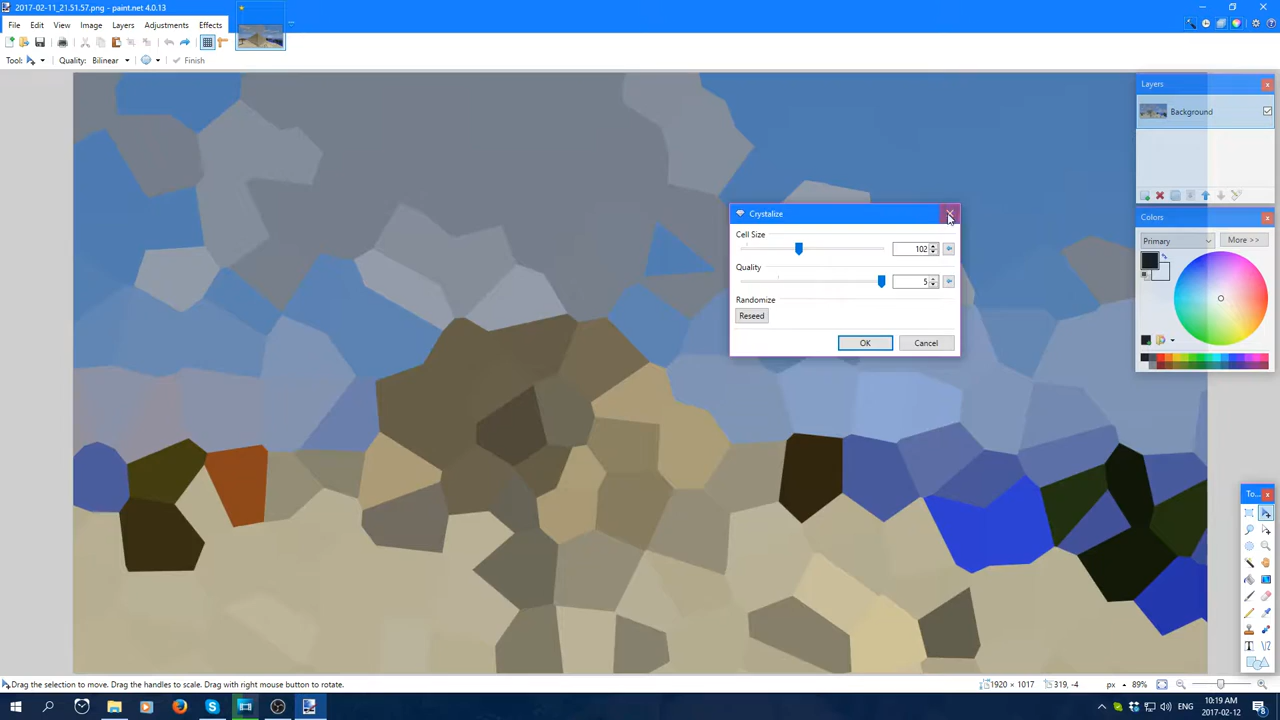 2017-02-11_21.51.57.png - paint.net 4.0.13
File Edit View Image Layers Adjustments Effects
Tool: Quality: Bilinear Finish
Layers
Background
Colors
Primary More >>
Crystalize
Cell Size
102
Quality
5
Randomize
Reseed
OK Cancel
To...
Drag the selection to move. Drag the handles to scale. Drag with right mouse button to rotate.
1920 × 1017 319, -4 px 89%
ENG 10:19 AM
2017-02-12
8